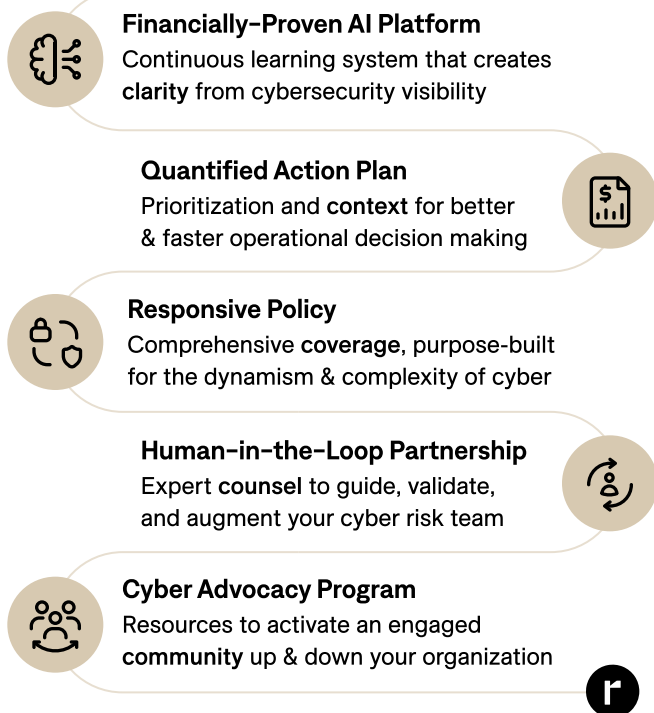 Financially-Proven AI Platform
Continuous learning system that creates
clarity from cybersecurity visibility
Quantified Action Plan
$
Prioritization and context for better
& faster operational decision making
Responsive Policy
Comprehensive coverage, purpose-built
for the dynamism & complexity of cyber
Human-in-the-Loop Partnership
Expert counsel to guide, validate,
and augment your cyber risk team
Cyber Advocacy Program
Resources to activate an engaged
community up & down your organization
r